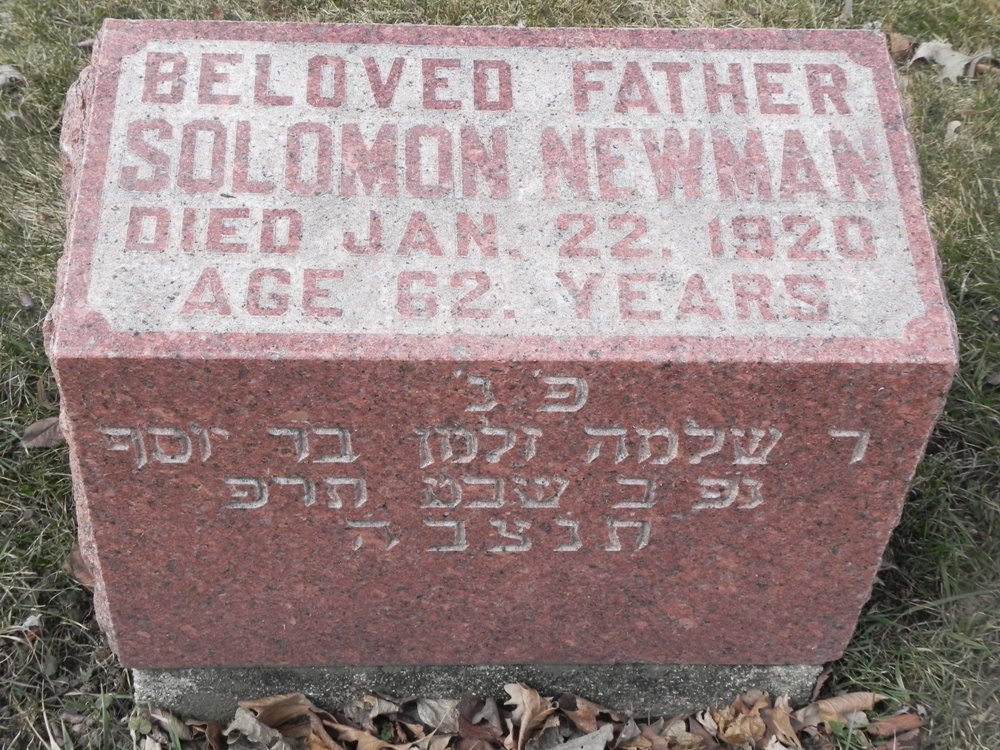 BELOVED FATHER
SOLOMON NEWMAN
DIED JAN. 22. 1920
AGE 62. YEARS
פ׳ נ׳
ר שלמה זלמן בר יוסף
נפ ב שבט תרפ
תנצבה